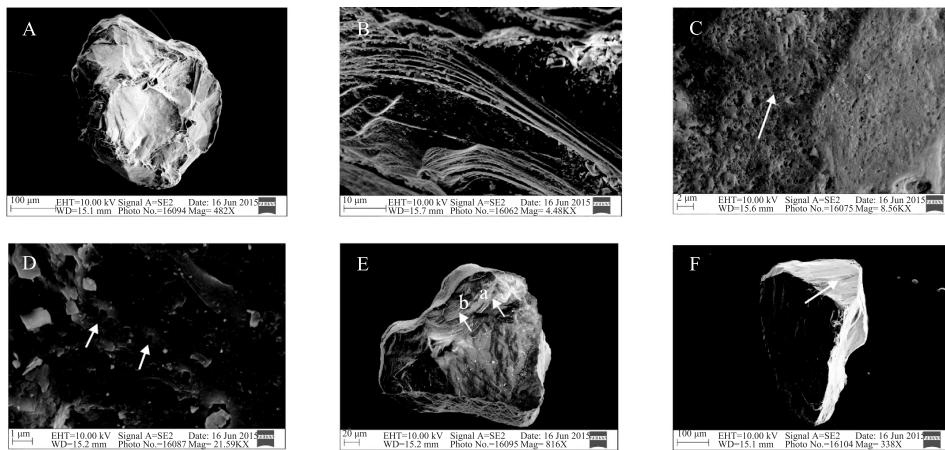 A
100 μm
EHT=10.00 kV Signal A=SE2 Date: 16 Jun 2015
WD=15.1 mm Photo No.=16094 Mag= 482X
ZEISS
B
10 μm
EHT=10.00 kV Signal A=SE2 Date: 16 Jun 2015
WD=15.7 mm Photo No.=16062 Mag= 4.48KX
ZEISS
C
2 μm
EHT=10.00 kV Signal A=SE2 Date: 16 Jun 2015
WD=15.6 mm Photo No.=16075 Mag= 8.56KX
ZEISS
D
1 μm
EHT=10.00 kV Signal A=SE2 Date: 16 Jun 2015
WD=15.2 mm Photo No.=16087 Mag= 21.59KX
ZEISS
E
b a
20 μm
EHT=10.00 kV Signal A=SE2 Date: 16 Jun 2015
WD=15.2 mm Photo No.=16095 Mag= 816X
ZEISS
F
100 μm
EHT=10.00 kV Signal A=SE2 Date: 16 Jun 2015
WD=15.1 mm Photo No.=16104 Mag= 338X
ZEISS